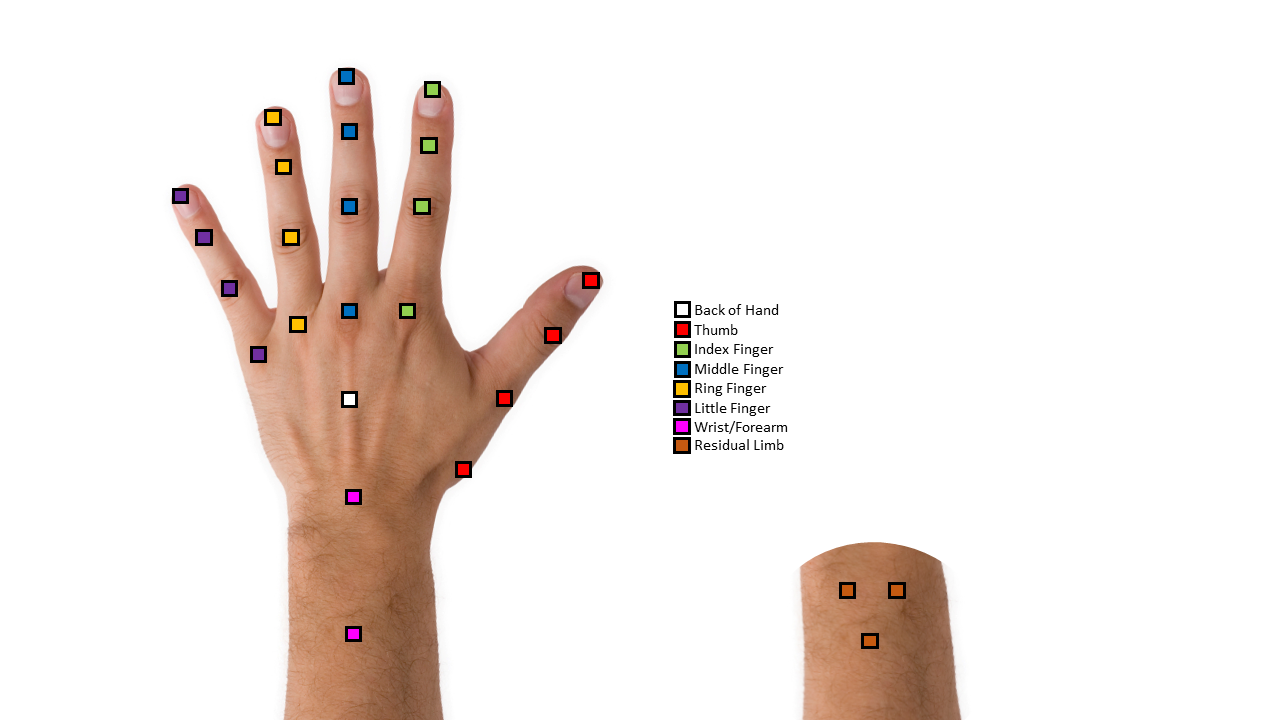 Back of Hand
Thumb
Index Finger
Middle Finger
Ring Finger
Little Finger
Wrist/Forearm
Residual Limb